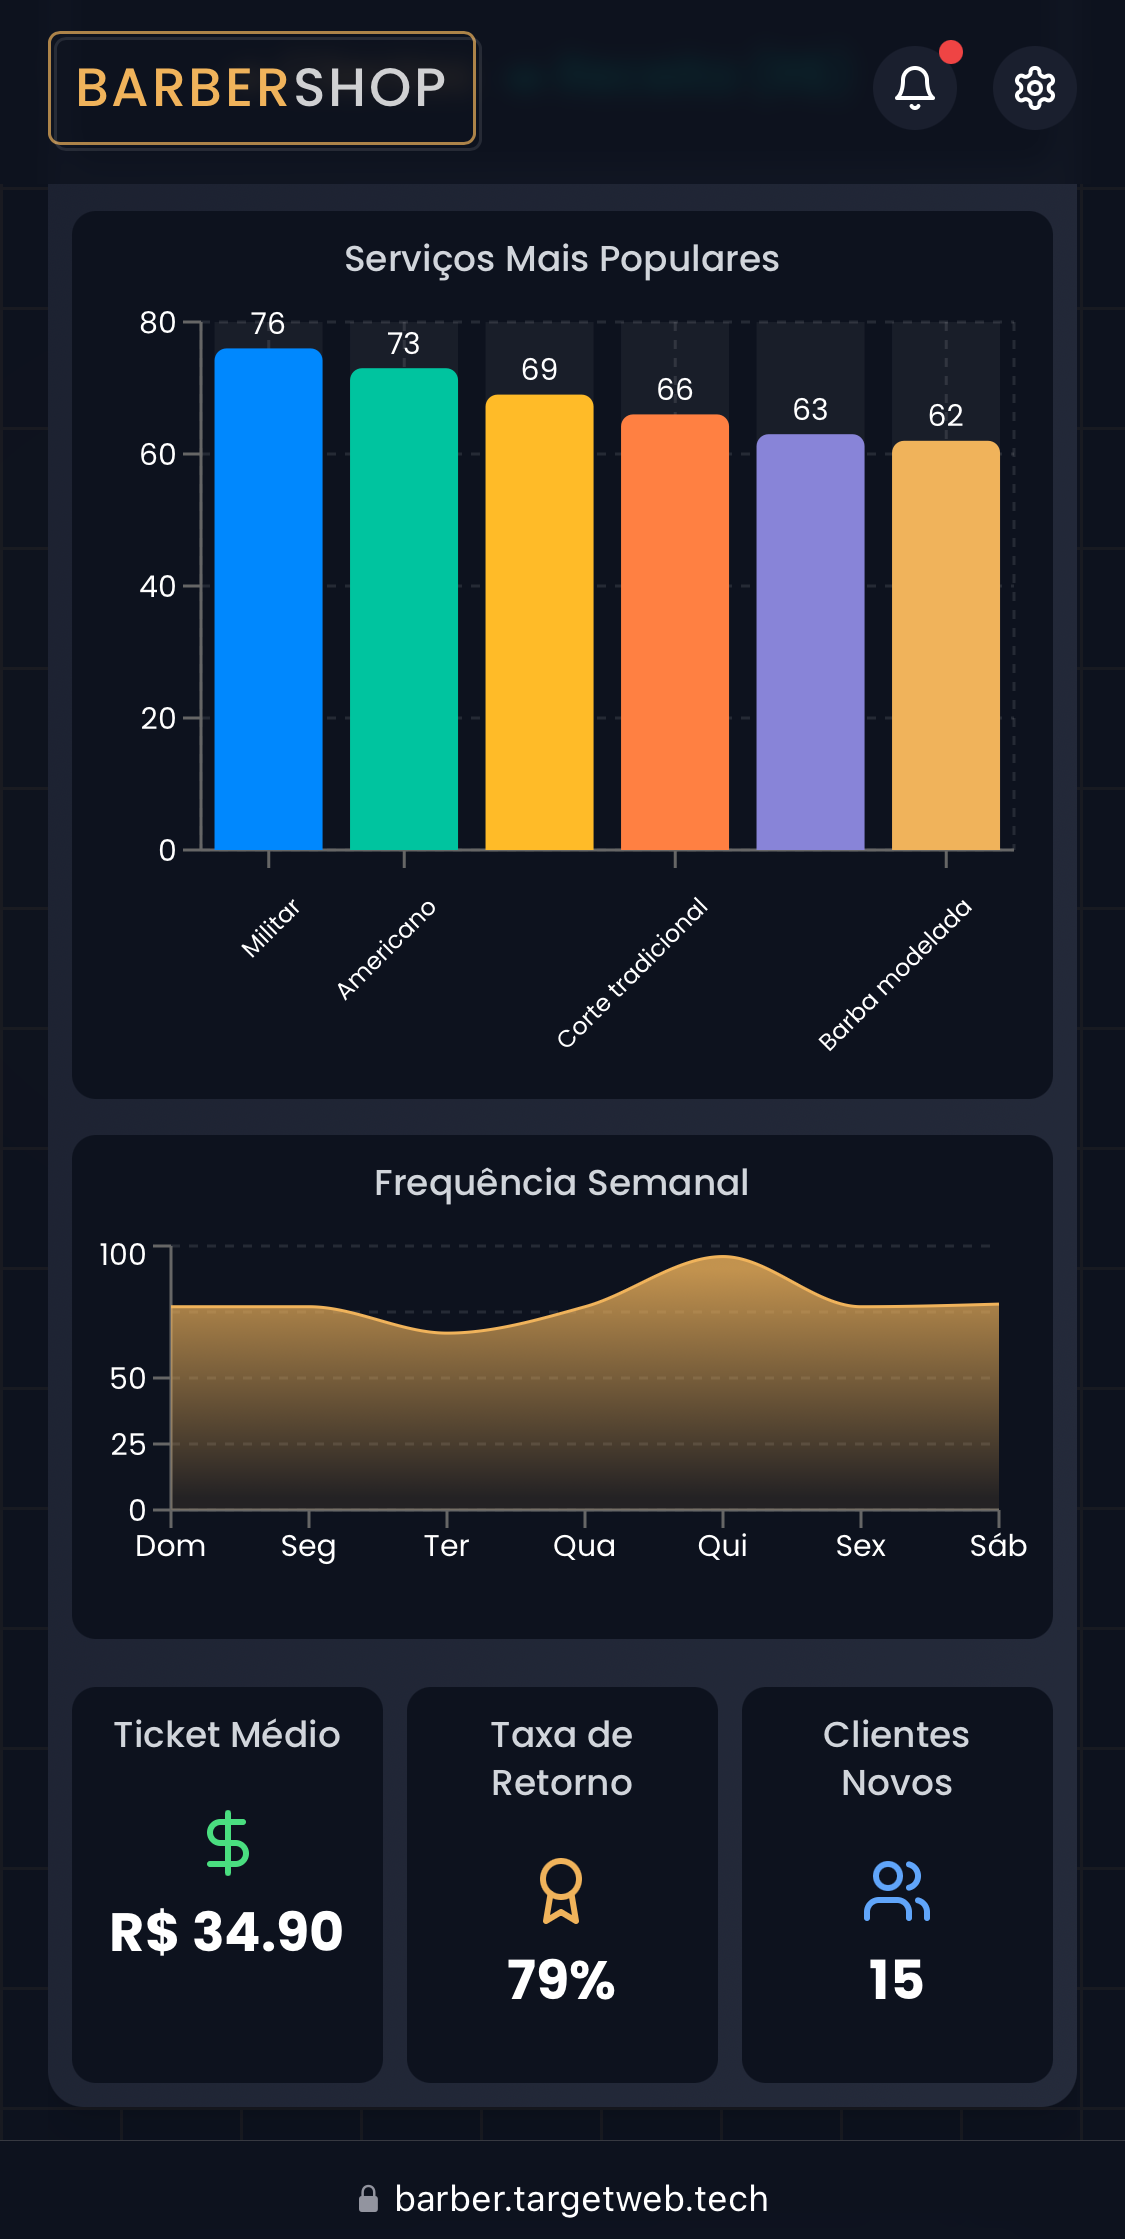 BARBERSHOP
Serviços Mais Populares
80
60
40
20
0
76
73
69
66
63
62
Militar
Americano
Corte tradicional
Barba modelada
Frequência Semanal
100
50
25
0
Dom Seg Ter Qua Qui Sex Sáb
Ticket Médio
R$ 34.90
Taxa de
Retorno
79%
Clientes
Novos
15
barber.targetweb.tech